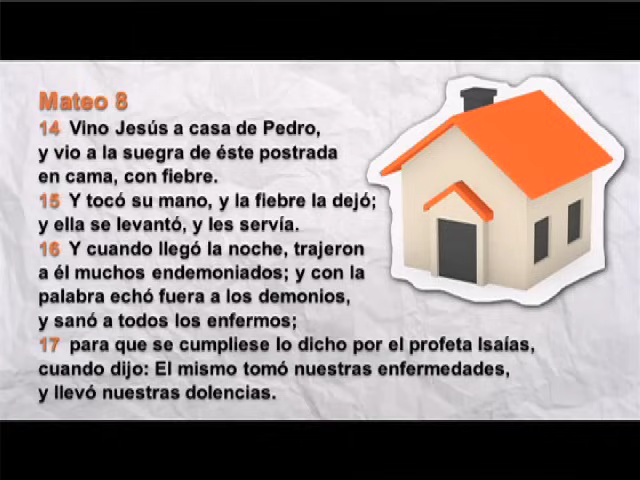 Mateo 8
14 Vino Jesús a casa de Pedro,
y vio a la suegra de éste postrada
en cama, con fiebre.
15 Y tocó su mano, y la fiebre la dejó;
y ella se levantó, y les servía.
16 Y cuando llegó la noche, trajeron
a él muchos endemoniados; y con la
palabra echó fuera a los demonios,
y sanó a todos los enfermos;
17 para que se cumpliese lo dicho por el profeta Isaías,
cuando dijo: El mismo tomó nuestras enfermedades,
y llevó nuestras dolencias.